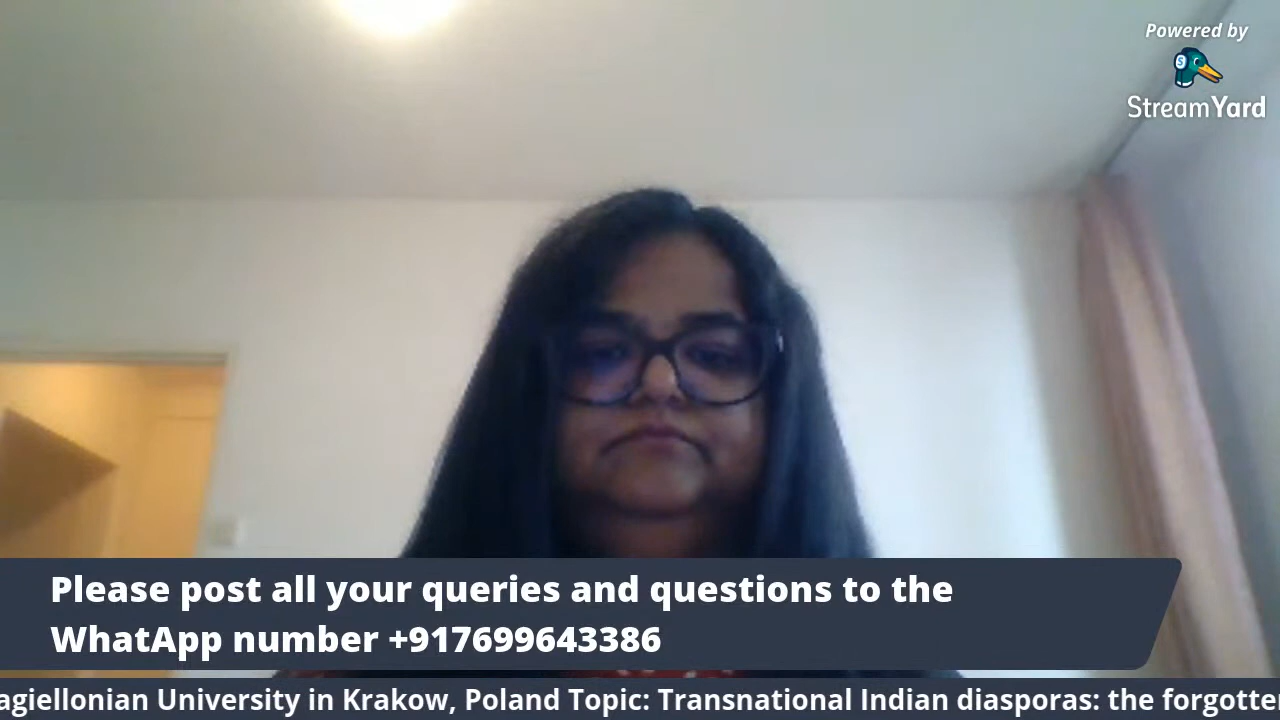 Powered by
StreamYard
Please post all your queries and questions to the
WhatApp number +917699643386
agiellonian University in Krakow, Poland Topic: Transnational Indian diasporas: the forgotten